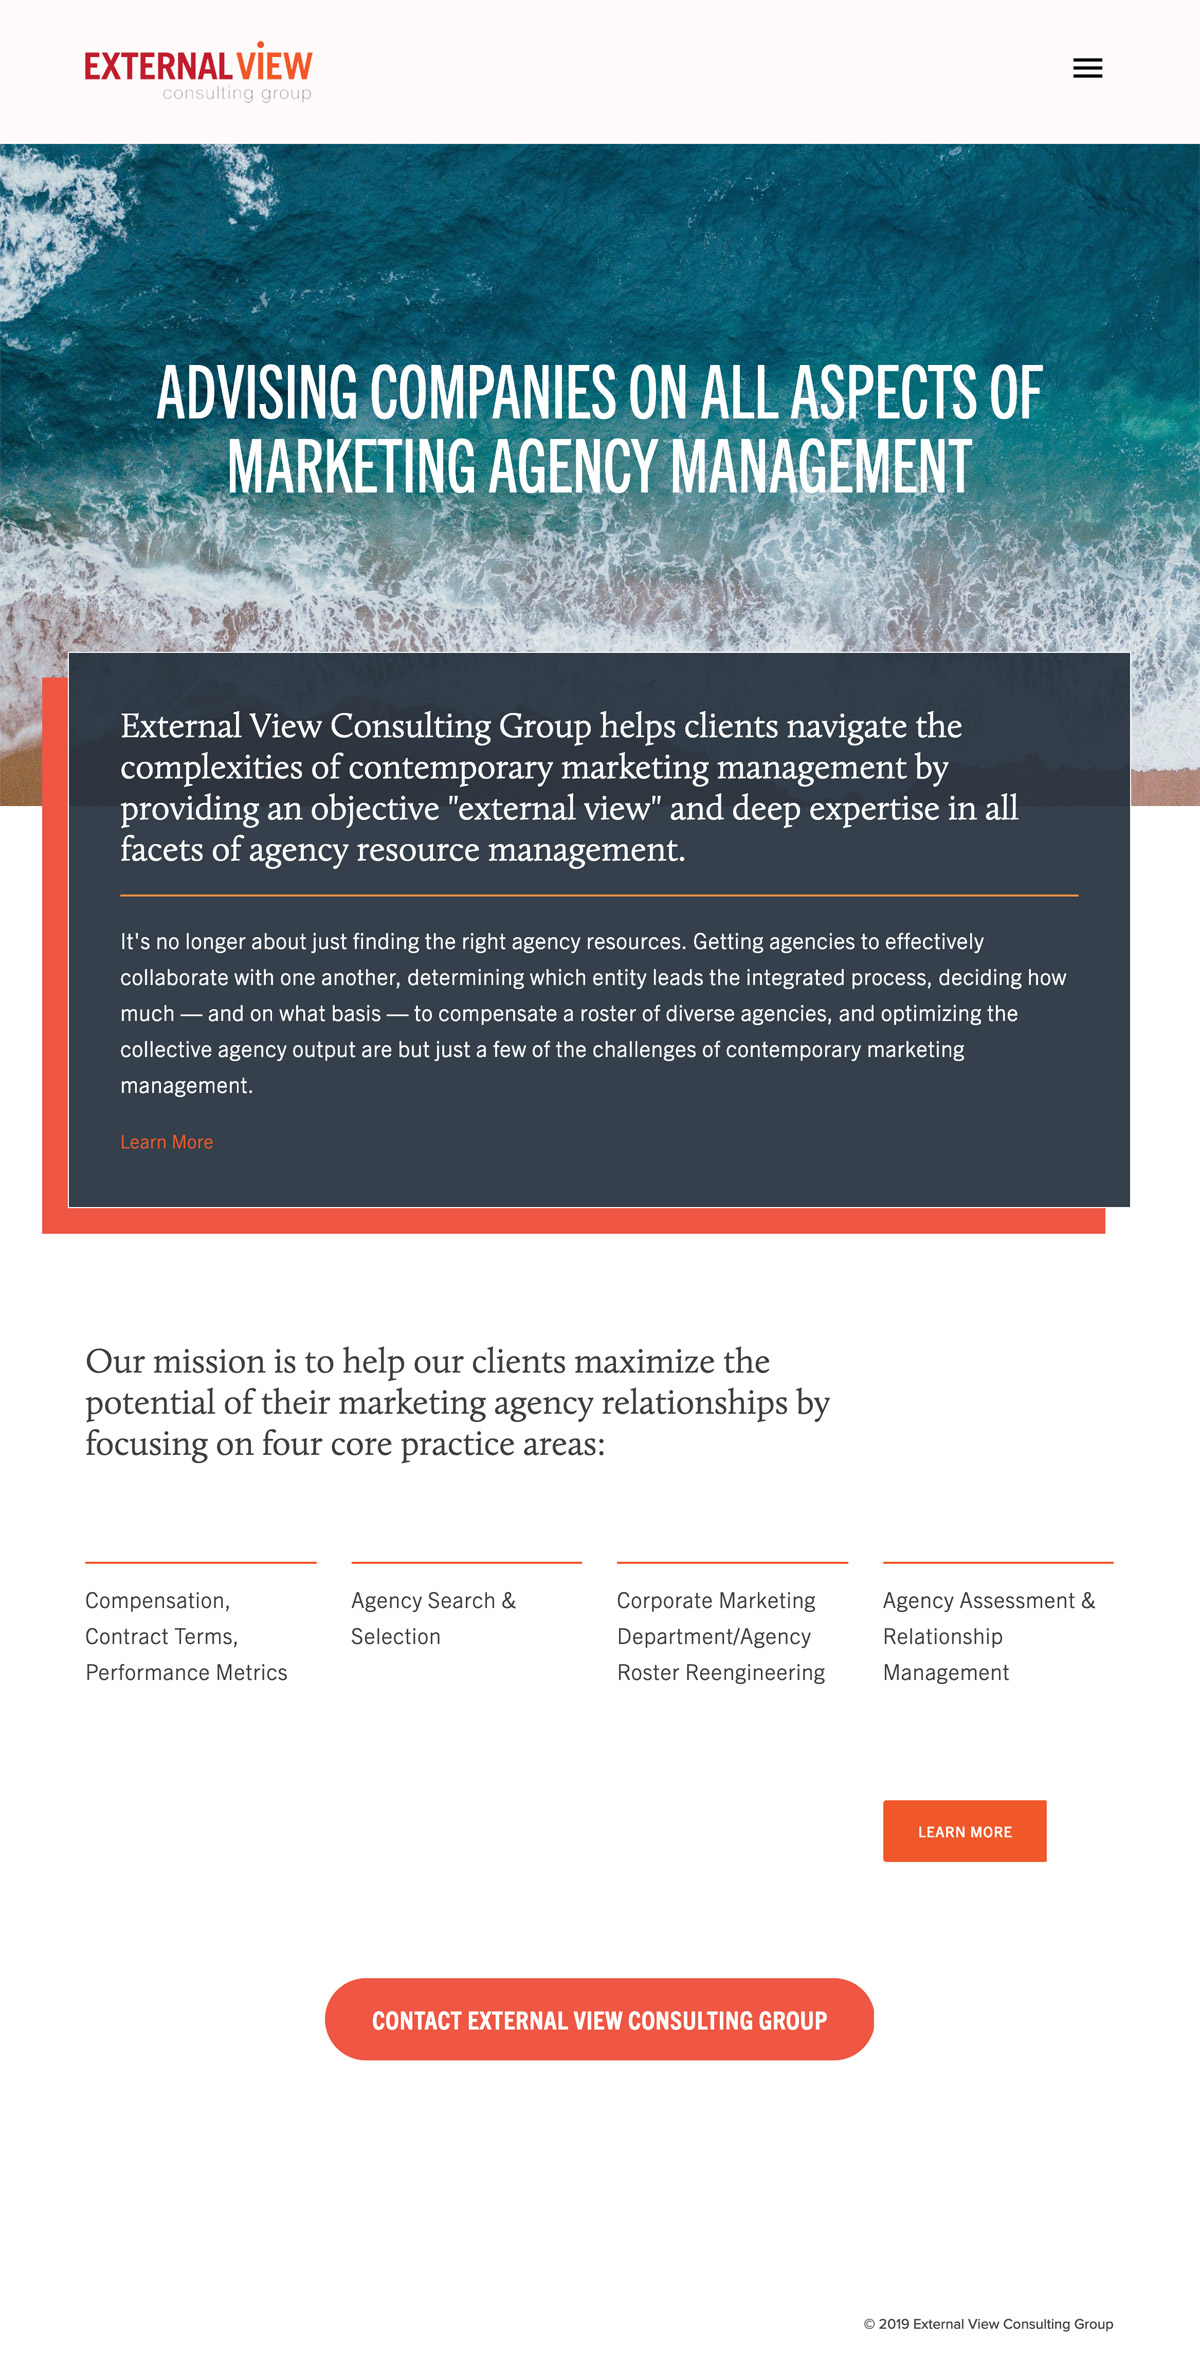 EXTERNAL VIEW
consulting group
ADVISING COMPANIES ON ALL ASPECTS OF
MARKETING AGENCY MANAGEMENT
External View Consulting Group helps clients navigate the
complexities of contemporary marketing management by
providing an objective "external view" and deep expertise in all
facets of agency resource management.
It's no longer about just finding the right agency resources. Getting agencies to effectively
collaborate with one another, determining which entity leads the integrated process, deciding how
much — and on what basis — to compensate a roster of diverse agencies, and optimizing the
collective agency output are but just a few of the challenges of contemporary marketing
management.
Learn More
Our mission is to help our clients maximize the
potential of their marketing agency relationships by
focusing on four core practice areas:
Compensation,
Contract Terms,
Performance Metrics
Agency Search &
Selection
Corporate Marketing
Department/Agency
Roster Reengineering
Agency Assessment &
Relationship
Management
LEARN MORE
CONTACT EXTERNAL VIEW CONSULTING GROUP
© 2019 External View Consulting Group